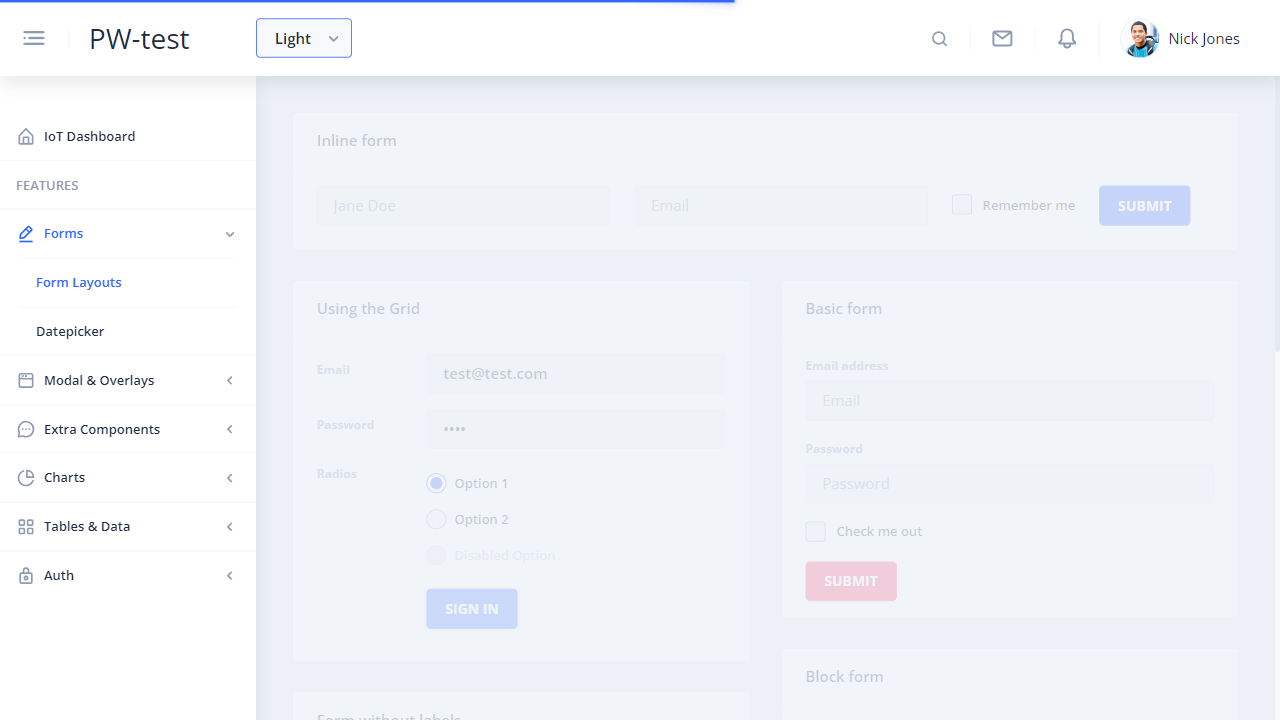 PW-test
Light
Nick Jones
IoT Dashboard
FEATURES
Forms
Form Layouts
Datepicker
Modal & Overlays
Extra Components
Charts
Tables & Data
Auth
Inline form
Jane Doe
Email
Remember me
SUBMIT
Using the Grid
Email
test@test.com
Password
••••
Radios
Option 1
Option 2
Disabled Option
SIGN IN
Form without labels
Basic form
Email address
Email
Password
Password
Check me out
SUBMIT
Block form